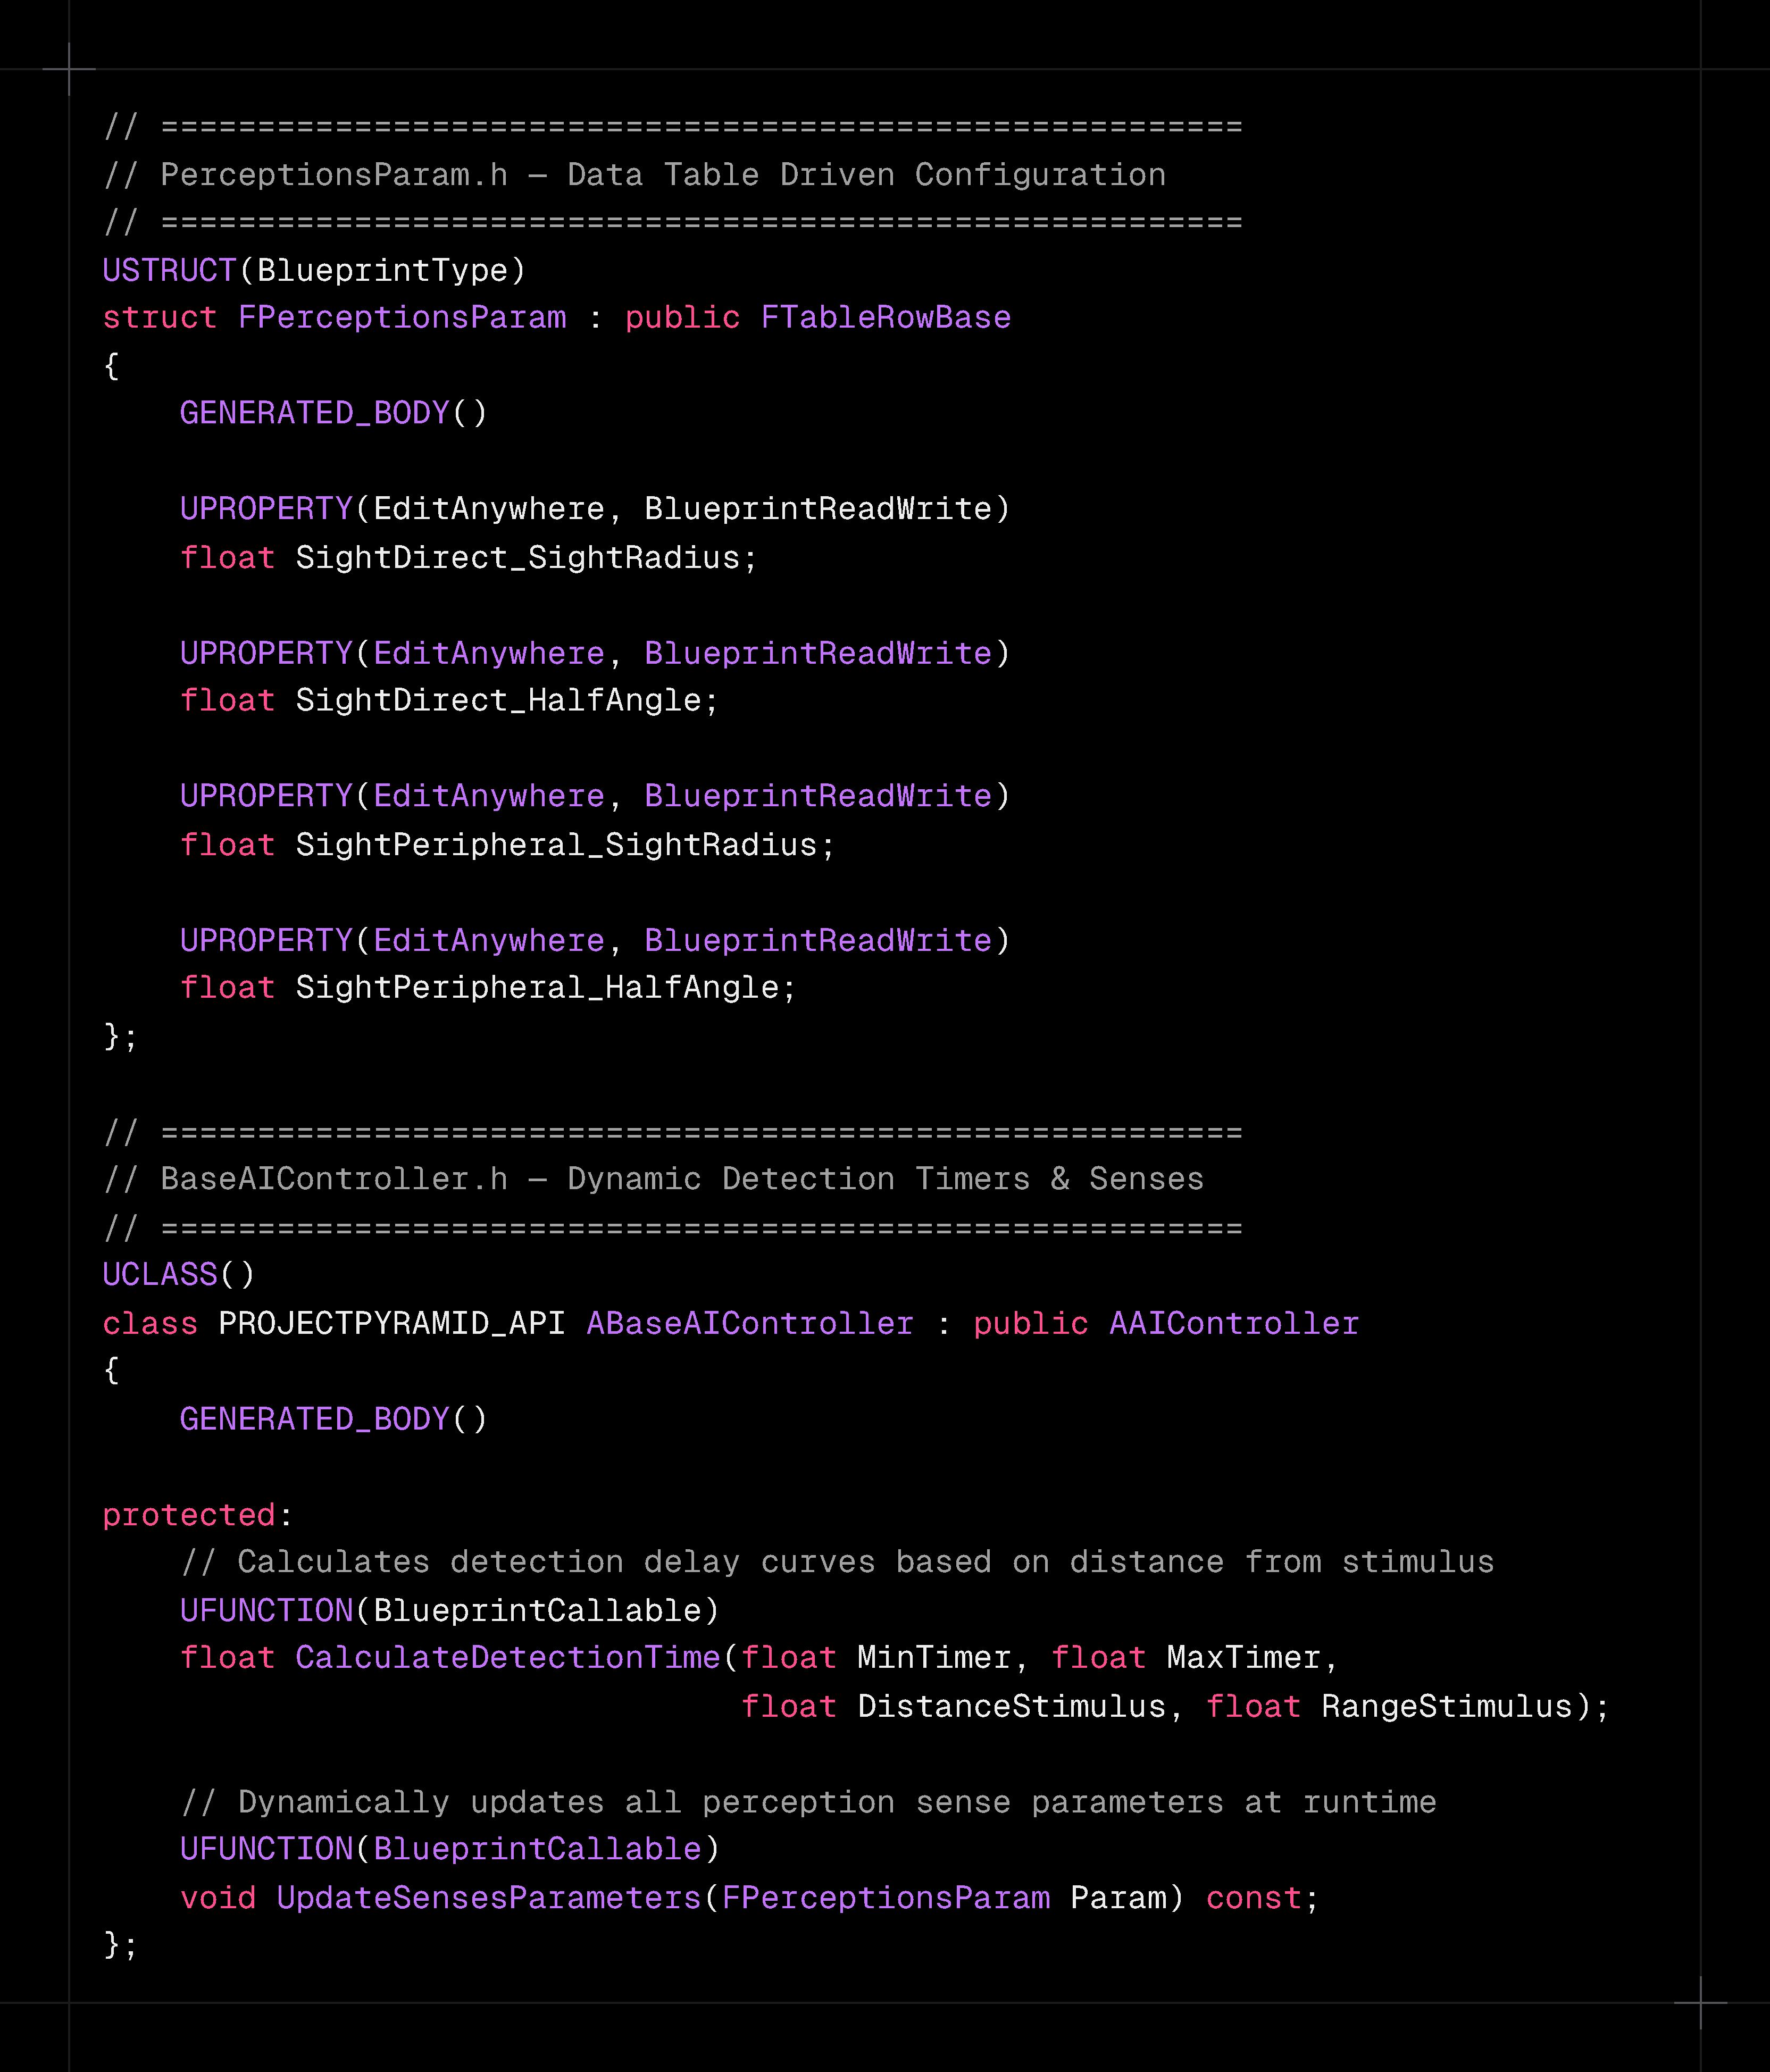 // ========================================================
// PerceptionsParam.h — Data Table Driven Configuration
// ========================================================
USTRUCT(BlueprintType)
struct FPerceptionsParam : public FTableRowBase
{
    GENERATED_BODY()

    UPROPERTY(EditAnywhere, BlueprintReadWrite)
    float SightDirect_SightRadius;

    UPROPERTY(EditAnywhere, BlueprintReadWrite)
    float SightDirect_HalfAngle;

    UPROPERTY(EditAnywhere, BlueprintReadWrite)
    float SightPeripheral_SightRadius;

    UPROPERTY(EditAnywhere, BlueprintReadWrite)
    float SightPeripheral_HalfAngle;
};

// ========================================================
// BaseAIController.h — Dynamic Detection Timers & Senses
// ========================================================
UCLASS()
class PROJECTPYRAMID_API ABaseAIController : public AAIController
{
    GENERATED_BODY()

protected:
    // Calculates detection delay curves based on distance from stimulus
    UFUNCTION(BlueprintCallable)
    float CalculateDetectionTime(float MinTimer, float MaxTimer,
                                 float DistanceStimulus, float RangeStimulus);

    // Dynamically updates all perception sense parameters at runtime
    UFUNCTION(BlueprintCallable)
    void UpdateSensesParameters(FPerceptionsParam Param) const;
};